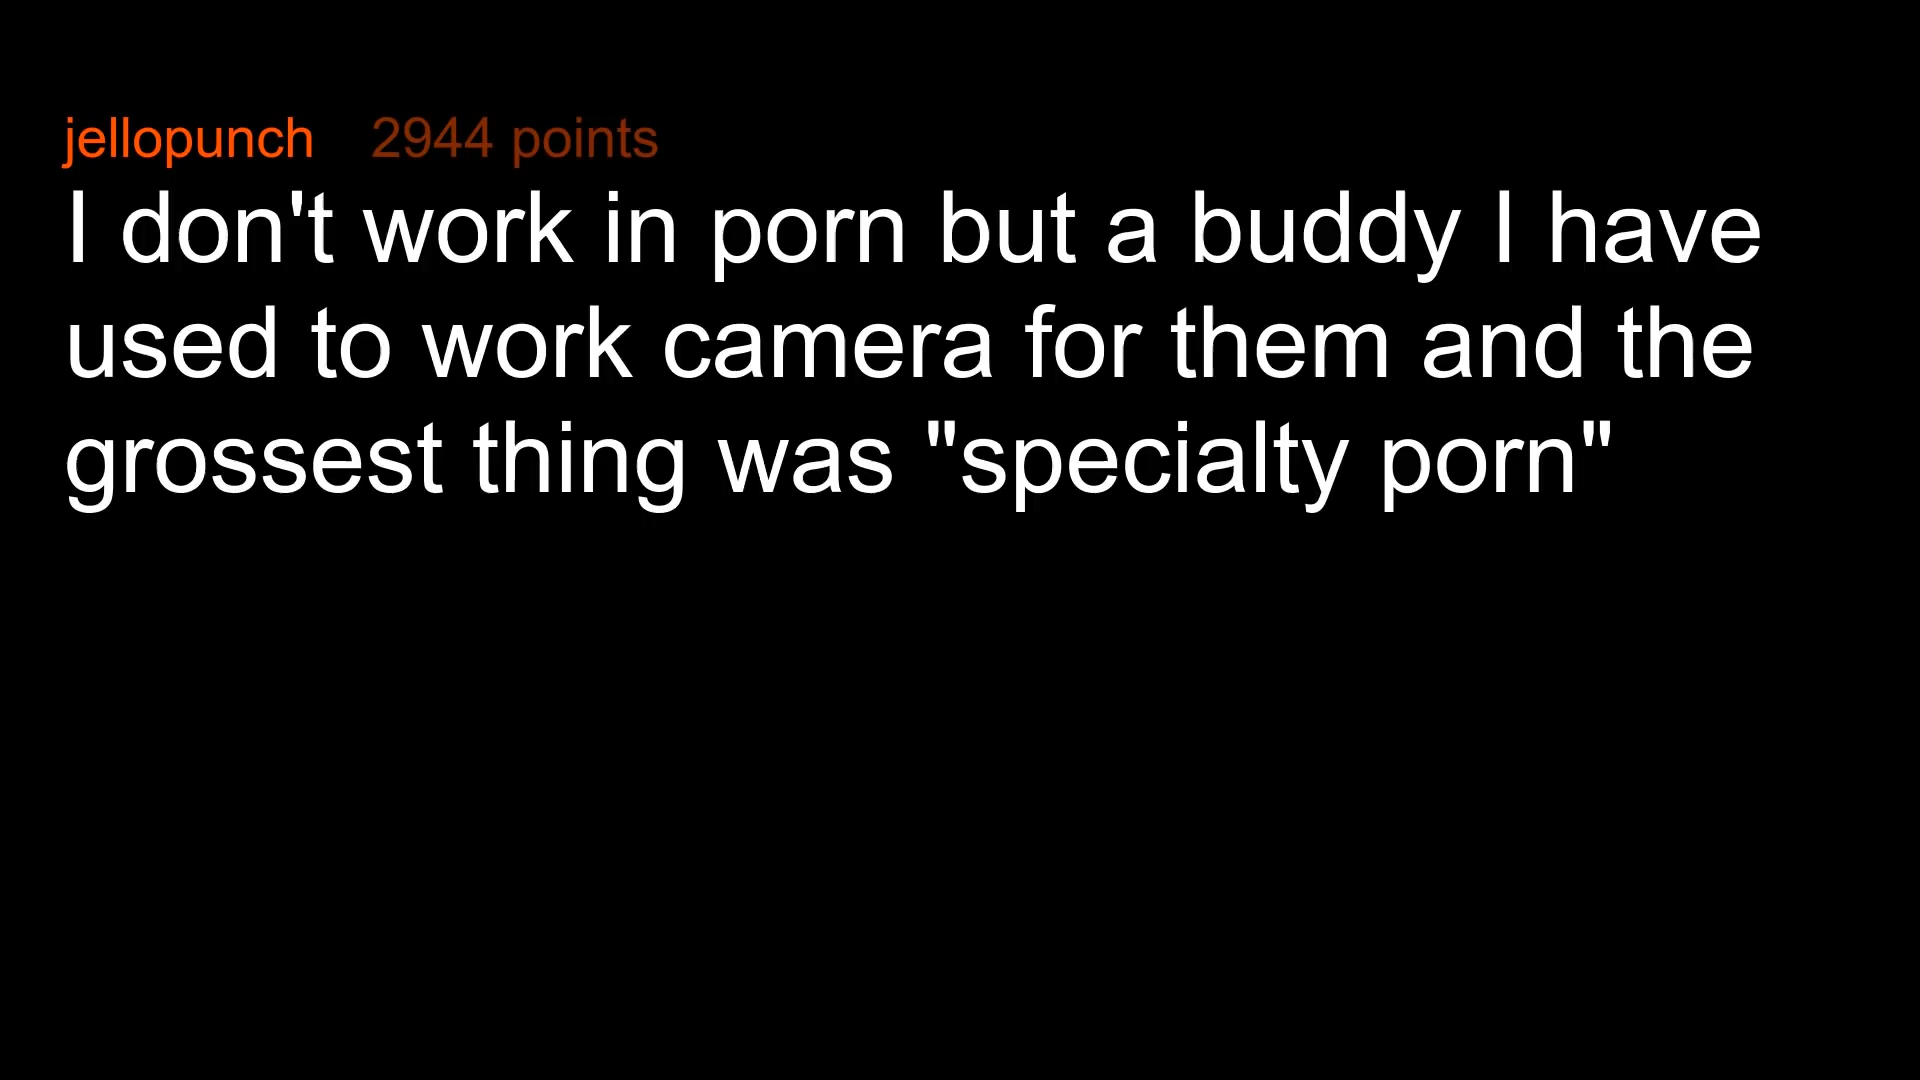 jellopunch 2944 points
I don't work in porn but a buddy I have
used to work camera for them and the
grossest thing was "specialty porn"